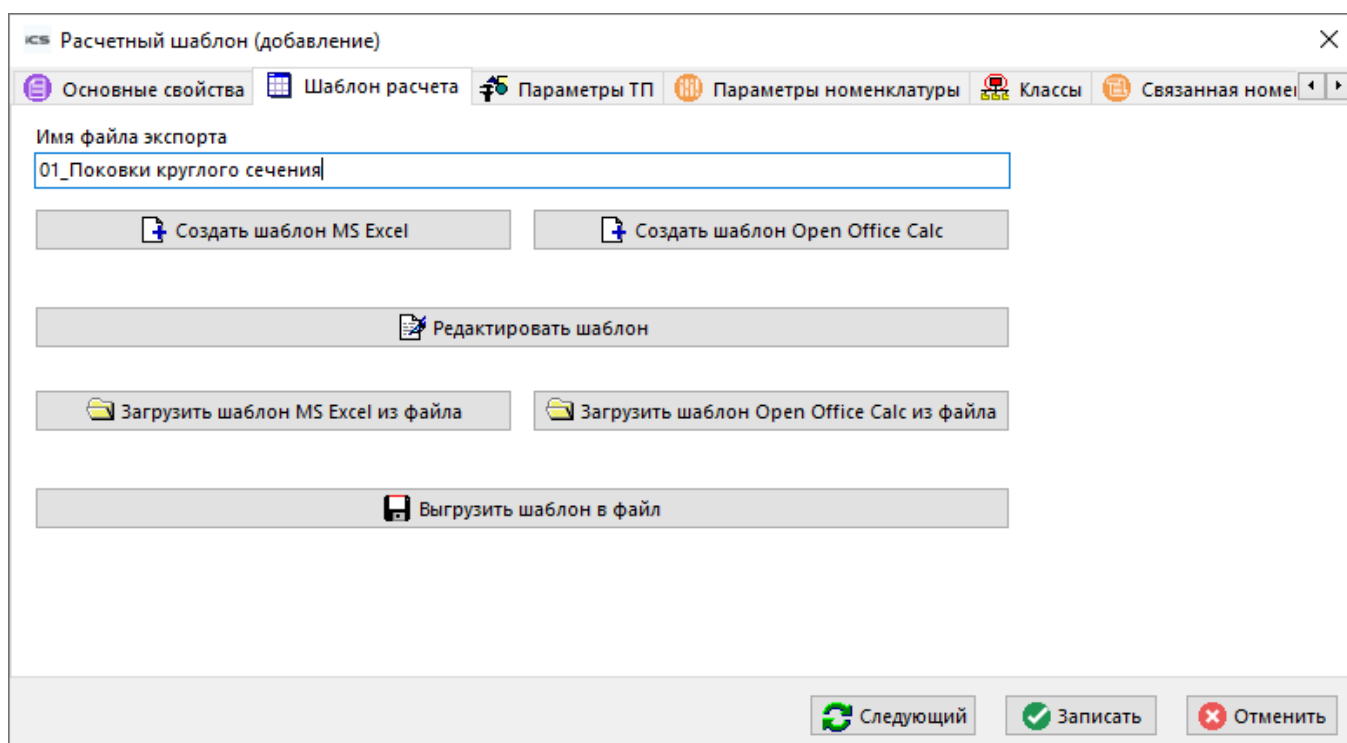 iCS Расчетный шаблон (добавление)
Основные свойства Шаблон расчета Параметры ТП Параметры номенклатуры Классы Связанная номен
Имя файла экспорта
01_Поковки круглого сечения
Создать шаблон MS Excel Создать шаблон Open Office Calc
Редактировать шаблон
Загрузить шаблон MS Excel из файла Загрузить шаблон Open Office Calc из файла
Выгрузить шаблон в файл
Следующий Записать Отменить